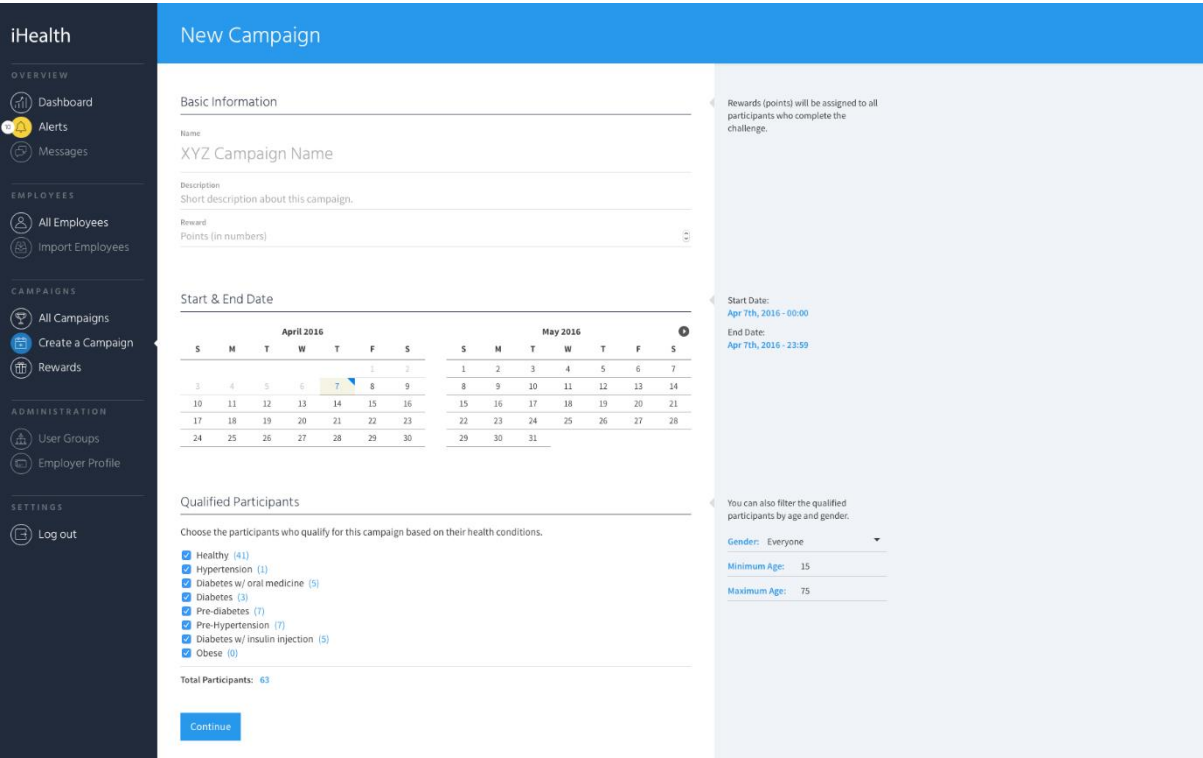 iHealth
OVERVIEW
Dashboard
10
Alerts
Messages
EMPLOYEES
All Employees
Import Employees
CAMPAIGNS
All Campaigns
Create a Campaign
Rewards
ADMINISTRATION
User Groups
Employer Profile
SETTINGS
Log out
New Campaign
Basic Information
Name
XYZ Campaign Name
Description
Short description about this campaign.
Reward
Points (in numbers)
Rewards (points) will be assigned to all
participants who complete the
challenge.
Start & End Date
April 2016
S M T W T F S
1 2
3 4 5 6 7 8 9
10 11 12 13 14 15 16
17 18 19 20 21 22 23
24 25 26 27 28 29 30
May 2016
S M T W T F S
1 2 3 4 5 6 7
8 9 10 11 12 13 14
15 16 17 18 19 20 21
22 23 24 25 26 27 28
29 30 31
Start Date:
Apr 7th, 2016 - 00:00
End Date:
Apr 7th, 2016 - 23:59
Qualified Participants
Choose the participants who qualify for this campaign based on their health conditions.
Healthy (41)
Hypertension (1)
Diabetes w/ oral medicine (5)
Diabetes (3)
Pre-diabetes (7)
Pre-Hypertension (7)
Diabetes w/ insulin injection (5)
Obese (0)
Total Participants: 63
Continue
You can also filter the qualified
participants by age and gender.
Gender: Everyone
Minimum Age: 15
Maximum Age: 75